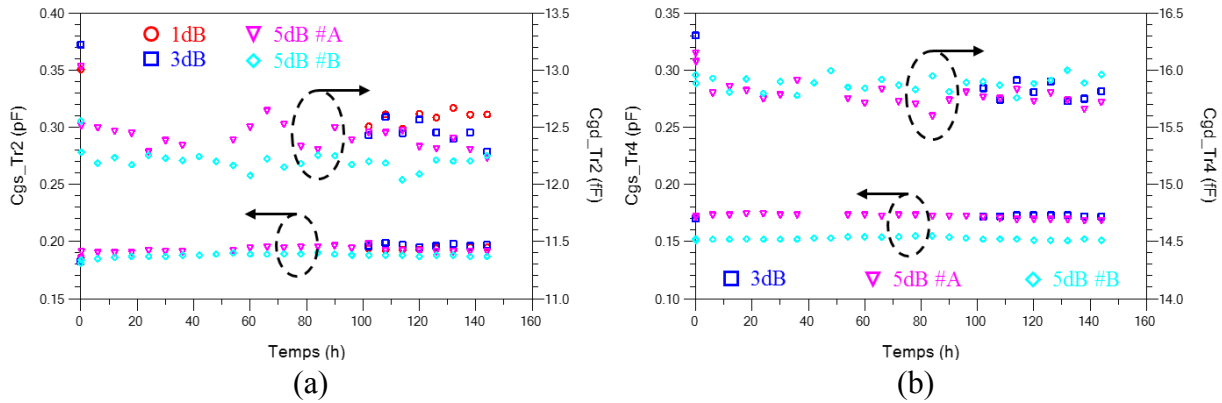 1dB
3dB
5dB #A
5dB #B
Cgs_Tr2 (pF)
0.40
0.35
0.30
0.25
0.20
0.15
13.5
13.0
12.5
12.0
11.5
11.0
Cgd_Tr2 (fF)
0 20 40 60 80 100 120 140 160
Temps (h)
(a)
Cgs_Tr4 (pF)
0.35
0.30
0.25
0.20
0.15
0.10
16.5
16.0
15.5
15.0
14.5
14.0
Cgd_Tr4 (fF)
3dB 5dB #A 5dB #B
0 20 40 60 80 100 120 140 160
Temps (h)
(b)